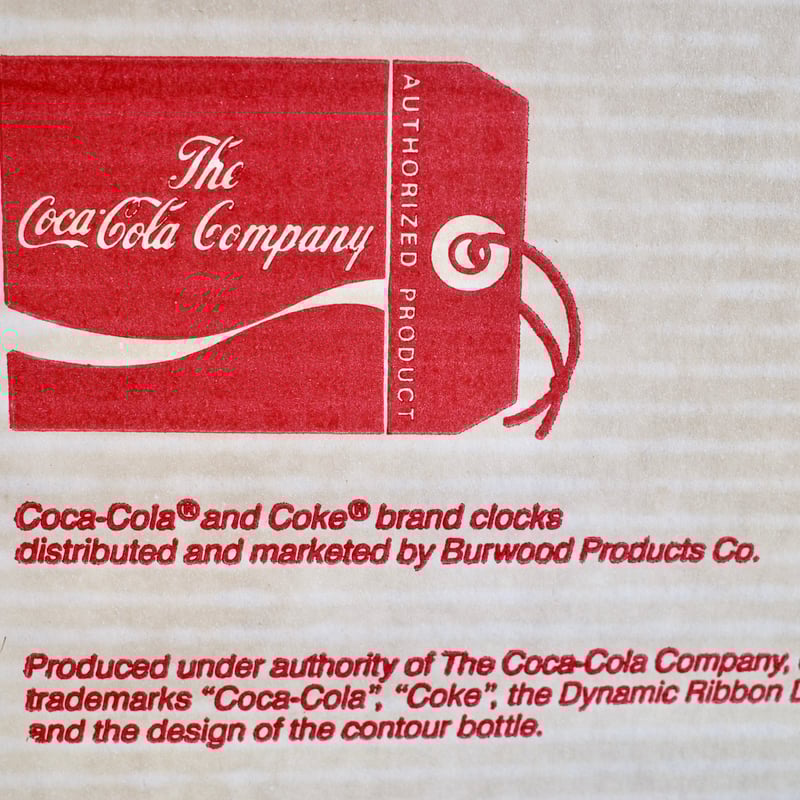 The
Coca-Cola Company
AUTHORIZED PRODUCT
Coca-Cola® and Coke® brand clocks
distributed and marketed by Burwood Products Co.
Produced under authority of The Coca-Cola Company,
trademarks “Coca-Cola”, “Coke”, the Dynamic Ribbon
and the design of the contour bottle.